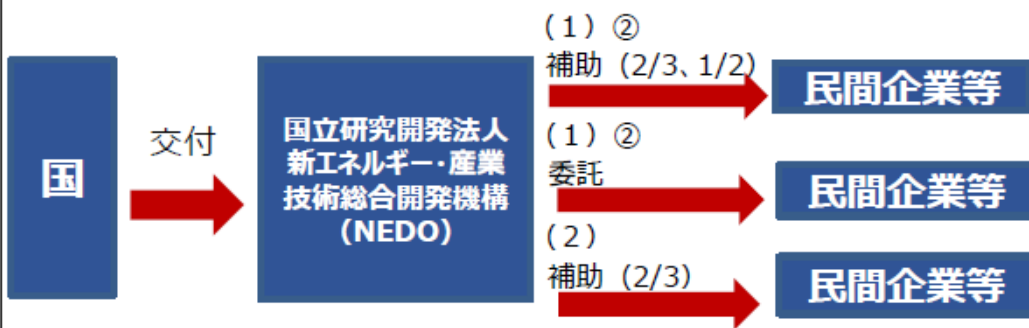 国
交付
国立研究開発法人
新エネルギー・産業
技術総合開発機構
(NEDO)
(1) ②
補助 (2/3、1/2)
民間企業等
(1) ②
委託
民間企業等
(2)
補助 (2/3)
民間企業等